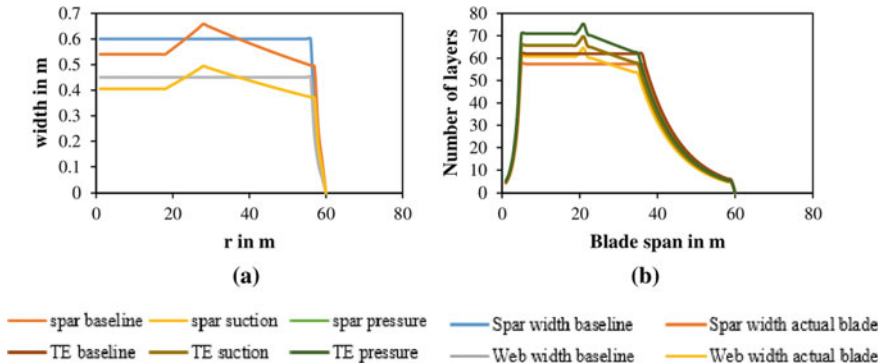 0.7
0.6
0.5
0.4
0.3
0.2
0.1
0
width in m
0 20 40 60 80
r in m
(a)
80
70
60
50
40
30
20
10
0
Number of layers
0 20 40 60 80
Blade span in m
(b)
spar baseline spar suction spar pressure
TE baseline TE suction TE pressure
Spar width baseline Spar width actual blade
Web width baseline Web width actual blade